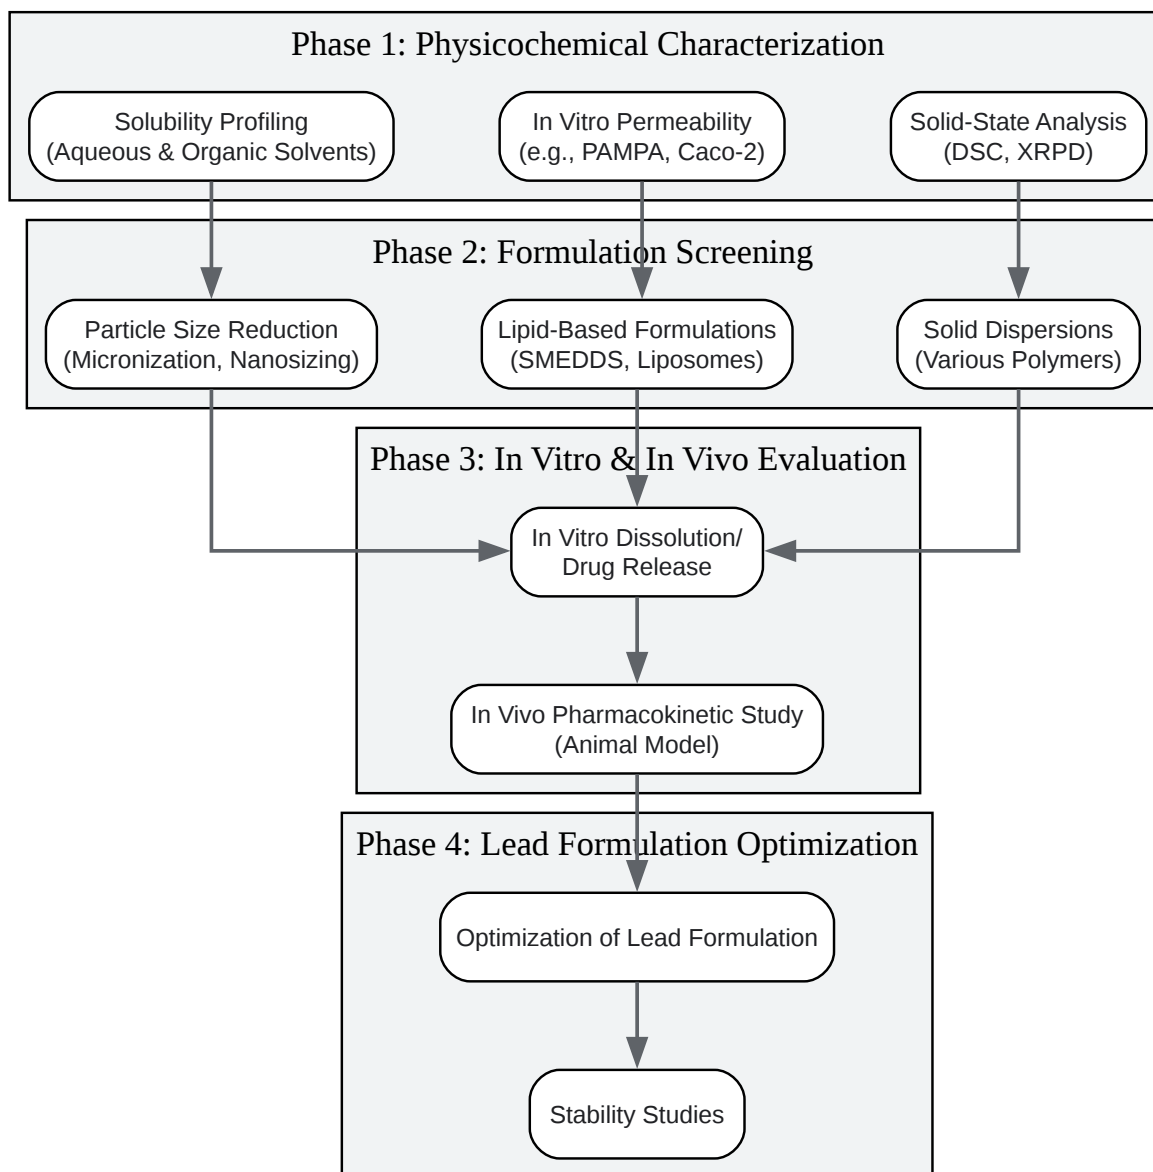 Phase 1: Physicochemical Characterization
Solubility Profiling
(Aqueous & Organic Solvents)
In Vitro Permeability
(e.g., PAMPA, Caco-2)
Solid-State Analysis
(DSC, XRPD)
Phase 2: Formulation Screening
Particle Size Reduction
(Micronization, Nanosizing)
Lipid-Based Formulations
(SMEDDS, Liposomes)
Solid Dispersions
(Various Polymers)
Phase 3: In Vitro & In Vivo Evaluation
In Vitro Dissolution/
Drug Release
In Vivo Pharmacokinetic Study
(Animal Model)
Phase 4: Lead Formulation Optimization
Optimization of Lead Formulation
Stability Studies